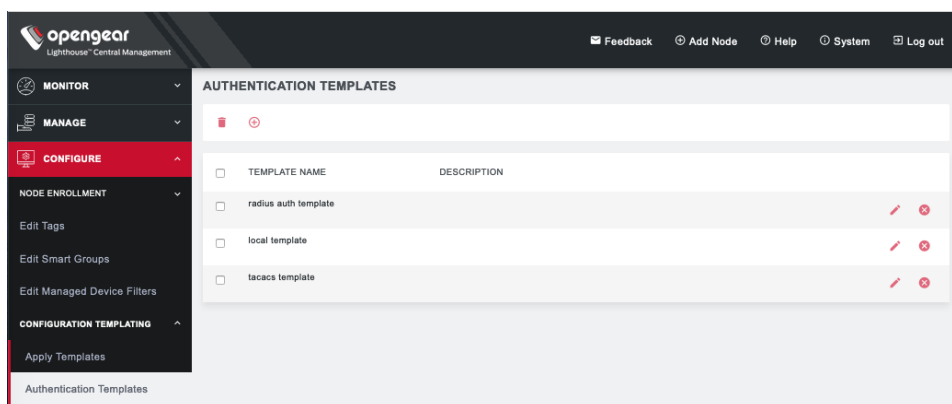 opengear
Lighthouse™ Central Management
Feedback
Add Node
Help
System
Log out
MONITOR
MANAGE
CONFIGURE
NODE ENROLLMENT
Edit Tags
Edit Smart Groups
Edit Managed Device Filters
CONFIGURATION TEMPLATING
Apply Templates
Authentication Templates
AUTHENTICATION TEMPLATES
TEMPLATE NAME DESCRIPTION
radius auth template
local template
tacacs template